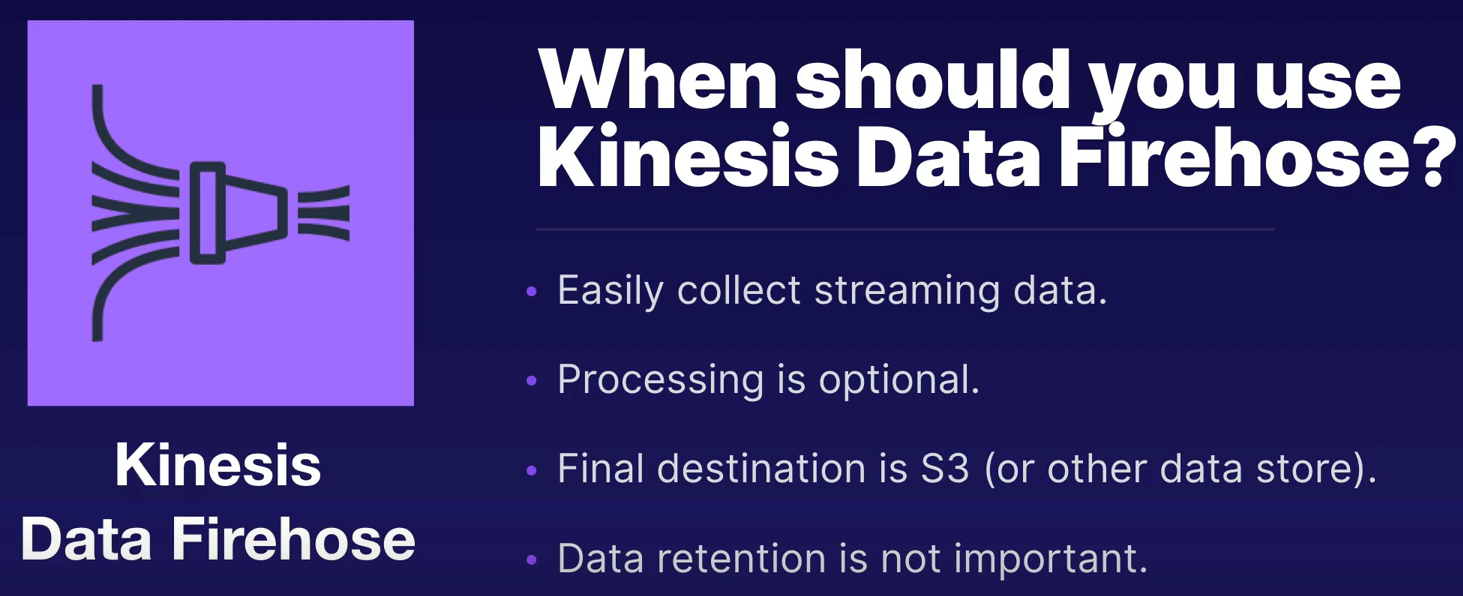 When should you use
Kinesis Data Firehose?
• Easily collect streaming data.
• Processing is optional.
• Final destination is S3 (or other data store).
• Data retention is not important.
Kinesis
Data Firehose